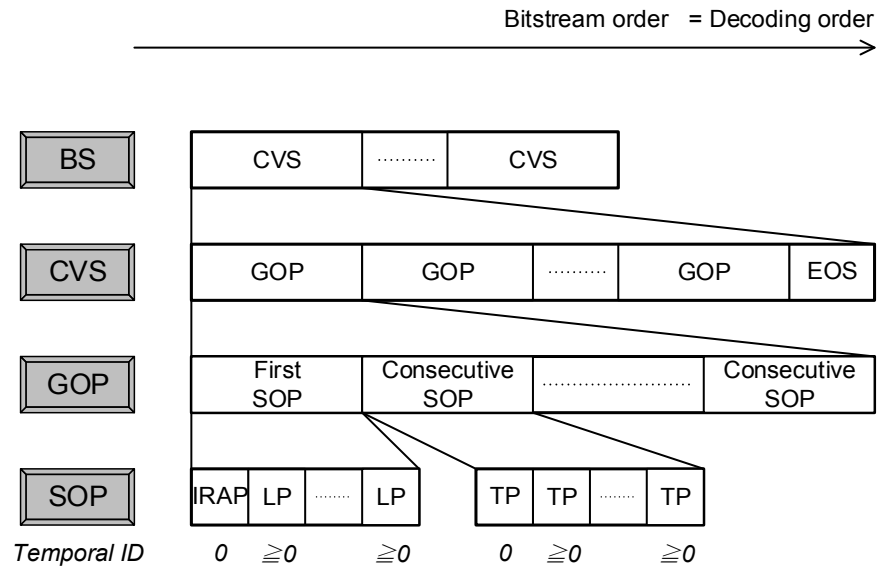 Bitstream order = Decoding order
BS
CVS
..........
CVS
CVS
GOP
GOP
..........
GOP
EOS
GOP
First
SOP
Consecutive
SOP
........................
Consecutive
SOP
SOP
IRAP
LP
........
LP
TP
TP
........
TP
Temporal ID
0
≧0
≧0
0
≧0
≧0